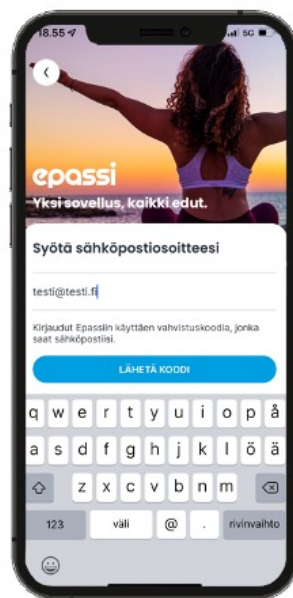 18.55
5G
epassi
Yksi sovellus, kaikki edut.
Syötä sähköpostiosoitteesi
testi@testi.fi
Kirjaudut Epassiin käyttäen vahvistuskoodia, jonka
saat sähköpostiisi.
LÄHETÄ KOODI
q w e r t y u i o p å
a s d f g h j k l ö ä
z x c v b n m
123 väli @ . rivinvaihto